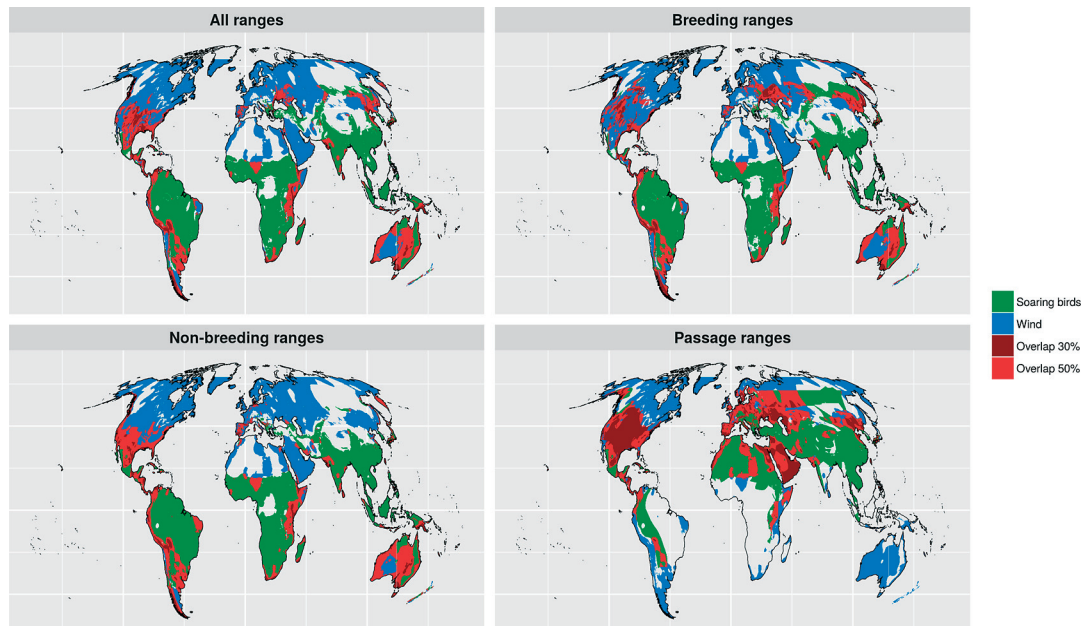 All ranges
Breeding ranges
Non-breeding ranges
Passage ranges
Soaring birds
Wind
Overlap 30%
Overlap 50%